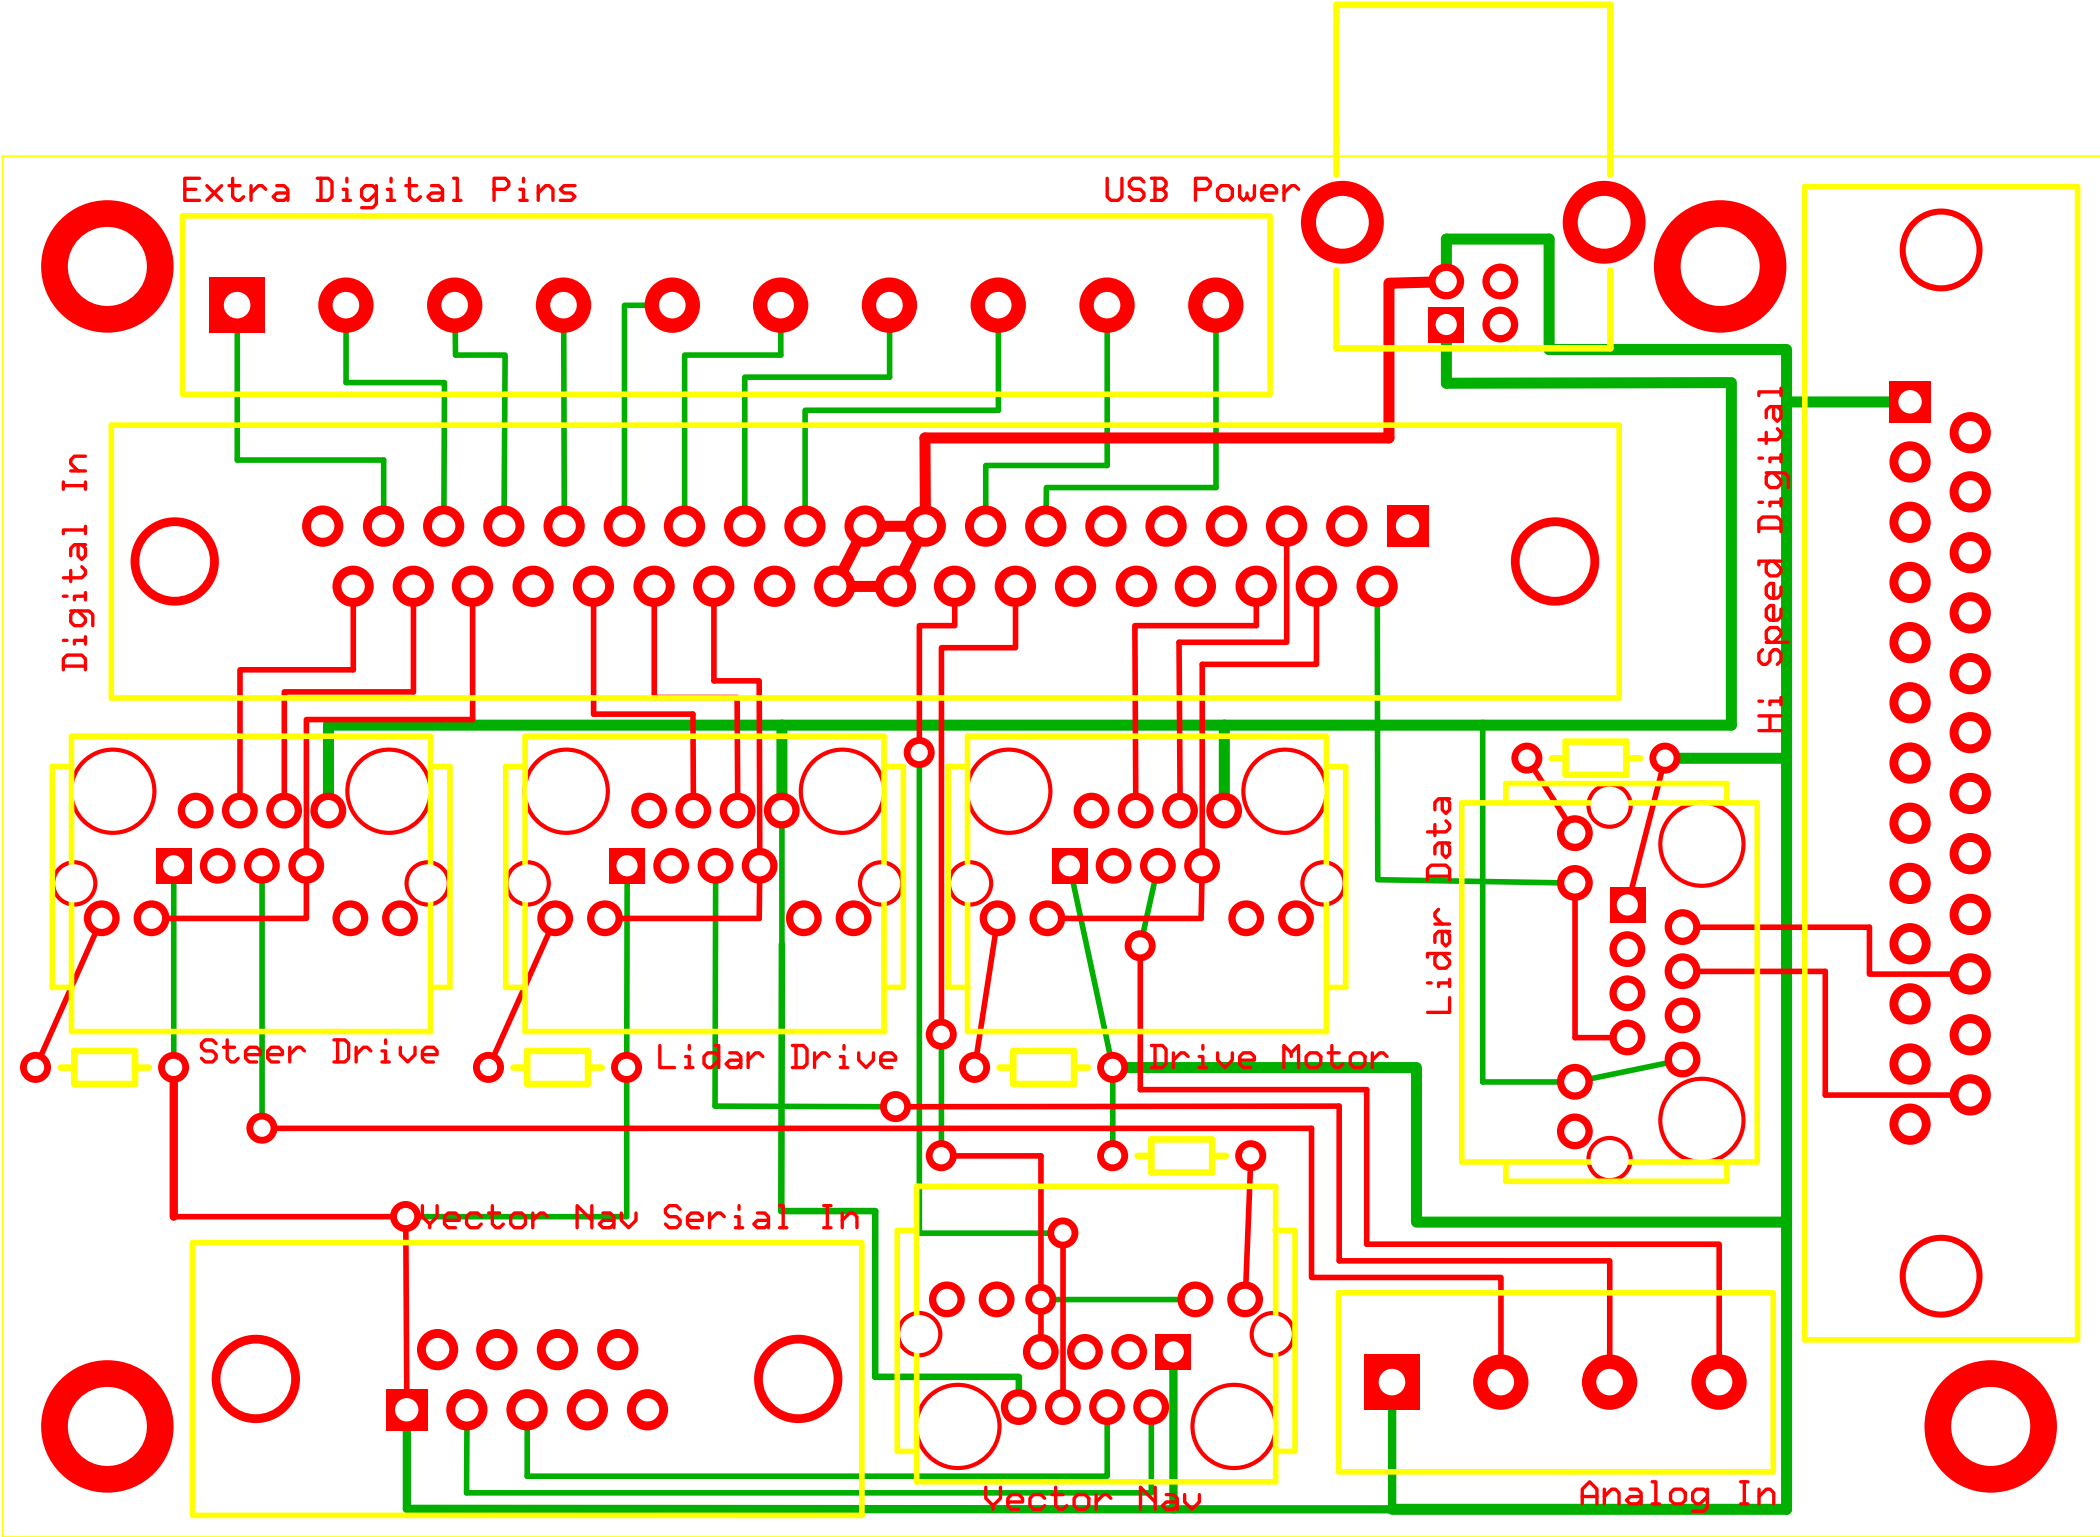 Extra Digital Pins
USB Power
Digital In
Hi Speed Digital
Lidar Data
Steer Drive
Lidar Drive
Drive Motor
Vector Nav Serial In
Vector Nav
Analog In